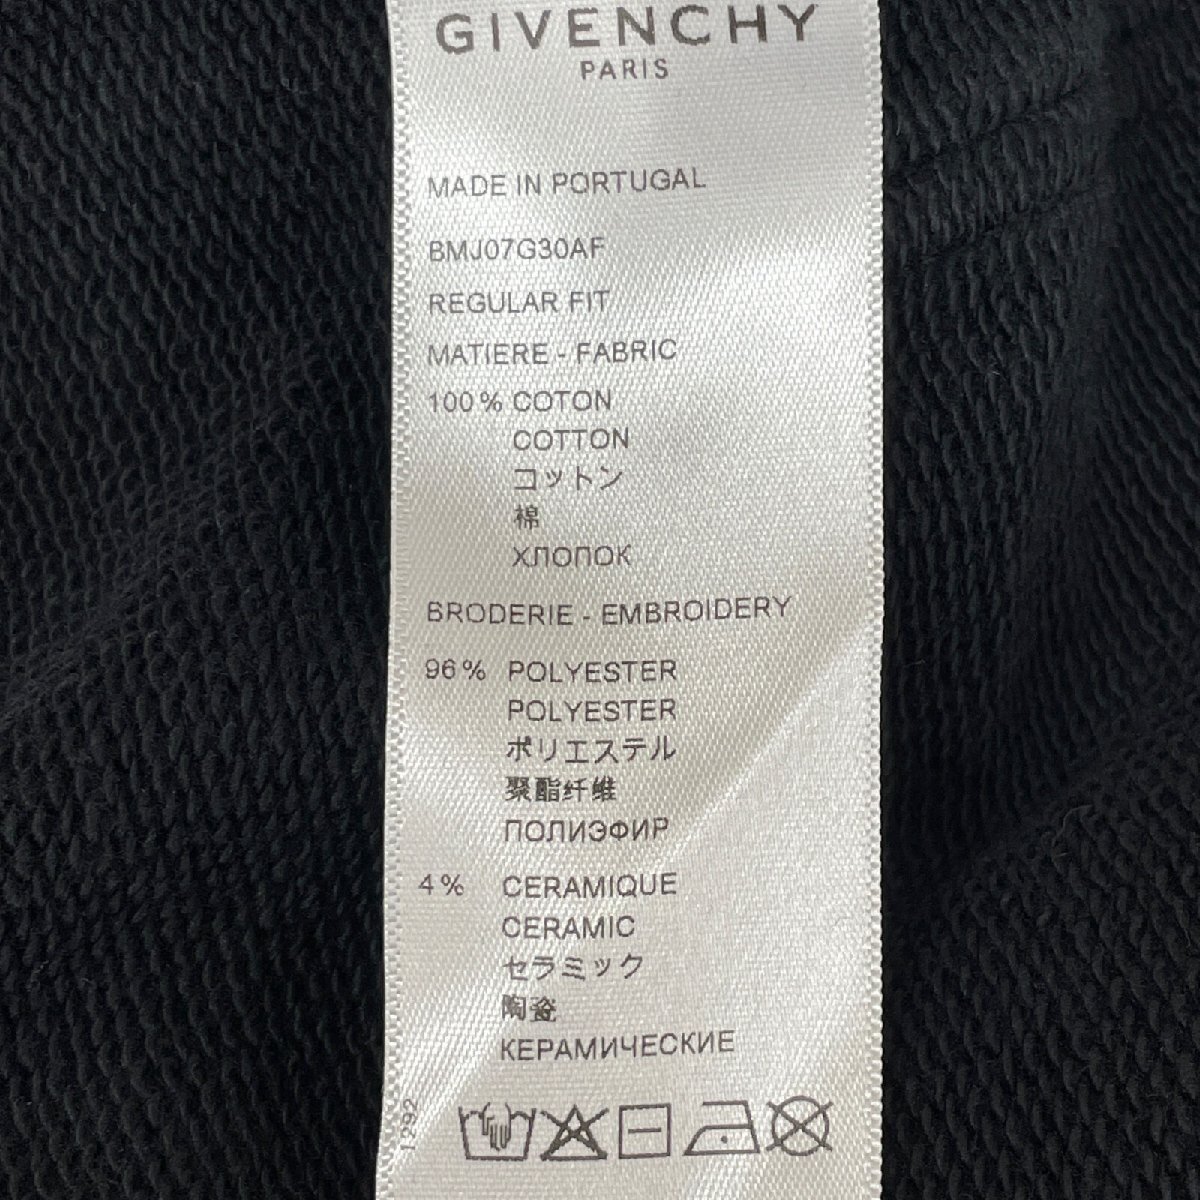 GIVENCHY
PARIS
MADE IN PORTUGAL
BMJ07G30AF
REGULAR FIT
MATIERE - FABRIC
100 % COTON
COTTON
コットン
棉
ХЛОПОК
BRODERIE - EMBROIDERY
96 % POLYESTER
POLYESTER
ポリエステル
聚酯纤维
ПОЛИЭФИР
4 % CERAMIQUE
CERAMIC
セラミック
陶瓷
КЕРАМИЧЕСКИЕ
1292